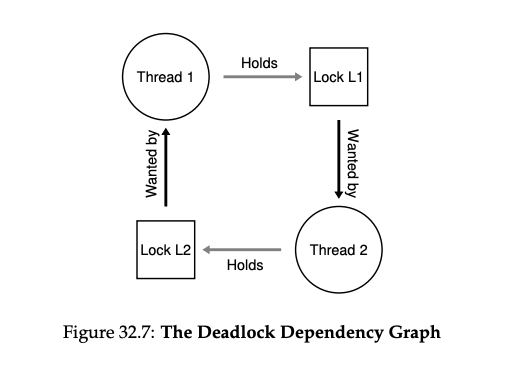 Thread 1
Holds
Lock L1
Wanted by
Wanted by
Lock L2
Holds
Thread 2
Figure 32.7: The Deadlock Dependency Graph